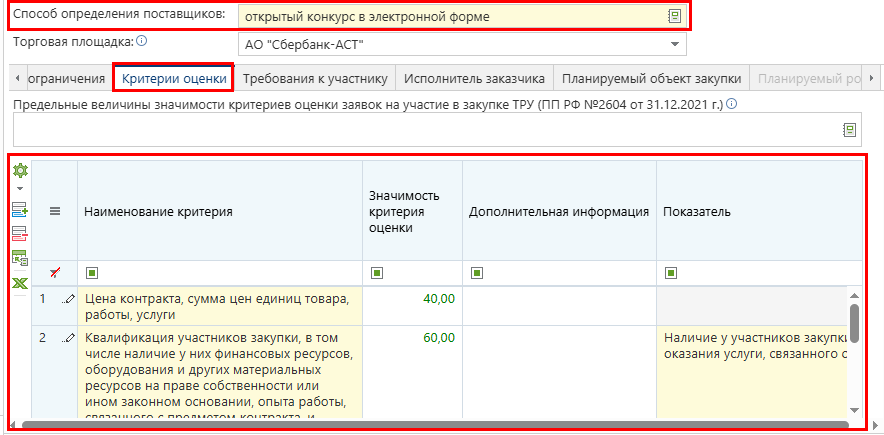 Способ определения поставщиков: открытый конкурс в электронной форме
Торговая площадка: АО "Сбербанк-АСТ"
ограничения Критерии оценки Требования к участнику Исполнитель заказчика Планируемый объект закупки Планируемый ро
Предельные величины значимости критериев оценки заявок на участие в закупке ТРУ (ПП РФ №2604 от 31.12.2021 г.)
Наименование критерия
Значимость
критерия
оценки
Дополнительная информация
Показатель
1 Цена контракта, сумма цен единиц товара,
работы, услуги
40,00
2 Квалификация участников закупки, в том
числе наличие у них финансовых ресурсов,
оборудования и других материальных
ресурсов на праве собственности или
ином законном основании, опыта работы,
связанного с предметом контракта, и
60,00
Наличие у участников закупки
оказания услуги, связанного с